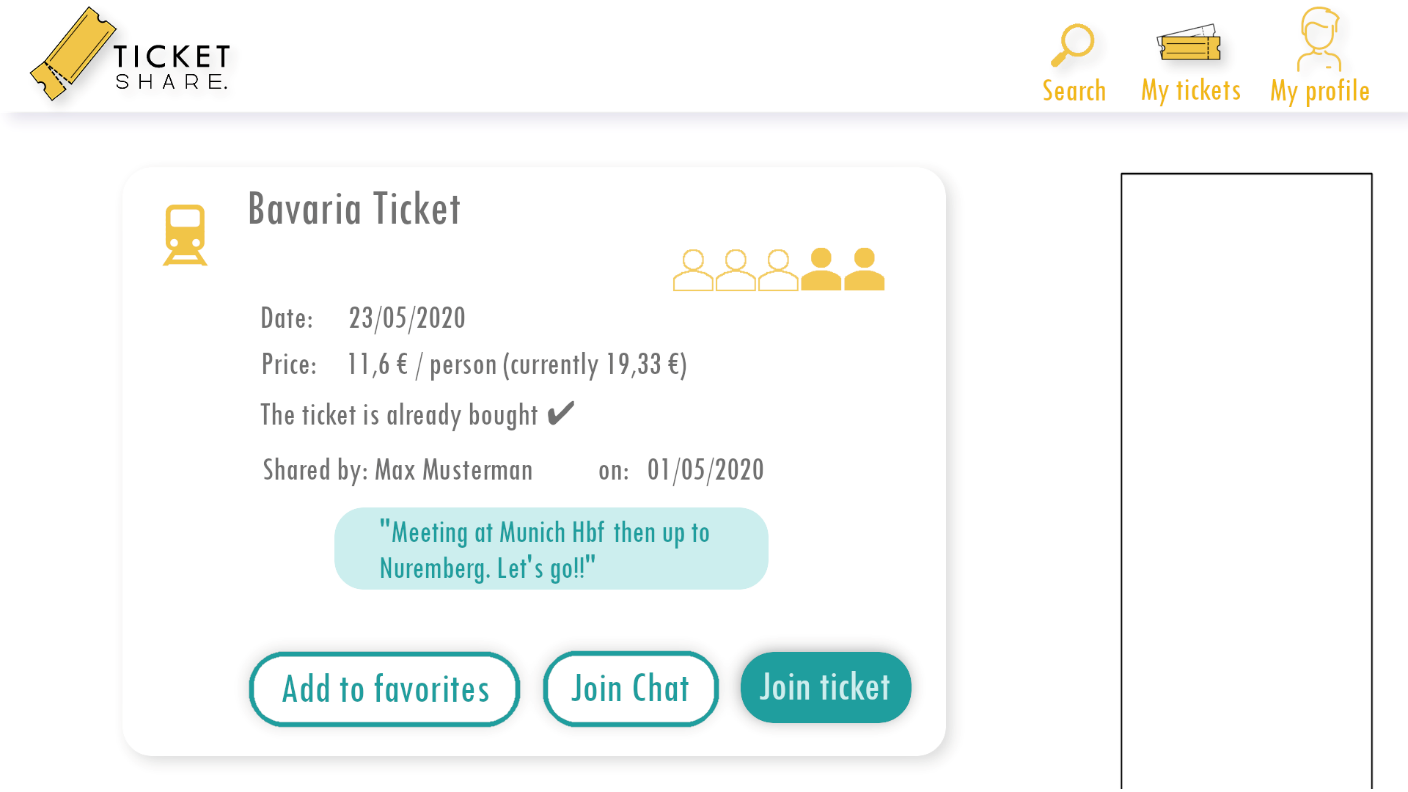 TICKET
SHARE.
Search
My tickets
My profile
Bavaria Ticket
Date: 23/05/2020
Price: 11,6 € / person (currently 19,33 €)
The ticket is already bought ✔
Shared by: Max Musterman on: 01/05/2020
"Meeting at Munich Hbf then up to
Nuremberg. Let's go!!"
Add to favorites
Join Chat
Join ticket